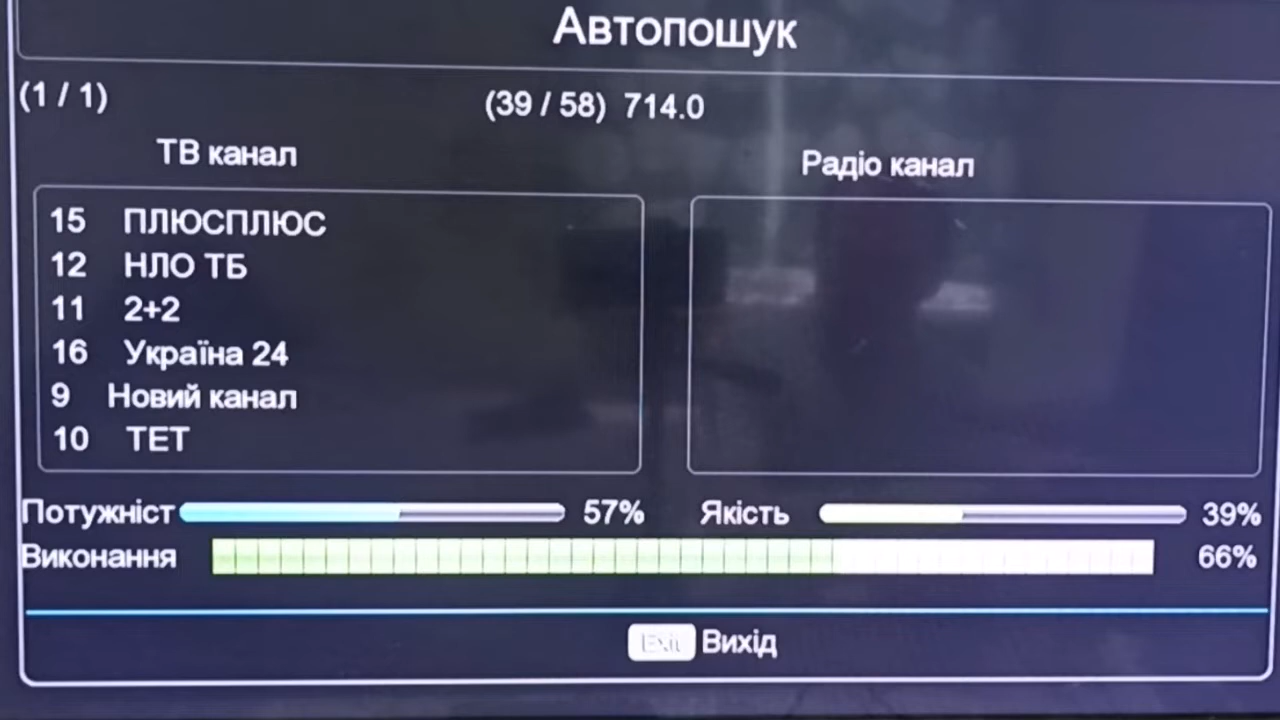 Автопошук
(1 / 1)
(39 / 58) 714.0
ТВ канал
Радіо канал
15 ПЛЮСПЛЮС
12 НЛО ТБ
11 2+2
16 Україна 24
9 Новий канал
10 ТЕТ
Потужніст 57%
Якість 39%
Виконання 66%
Exit Вихід